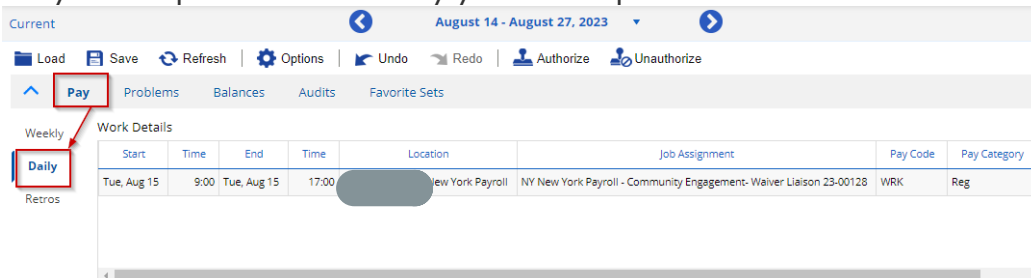 Current August 14 - August 27, 2023
Load Save Refresh Options Undo Redo Authorize Unauthorize
Pay Problems Balances Audits Favorite Sets
Weekly Work Details
Daily
Start Time End Time Location Job Assignment Pay Code Pay Category
Tue, Aug 15 9:00 Tue, Aug 15 17:00 New York Payroll NY New York Payroll - Community Engagement- Waiver Liaison 23-00128 WRK Reg
Retros